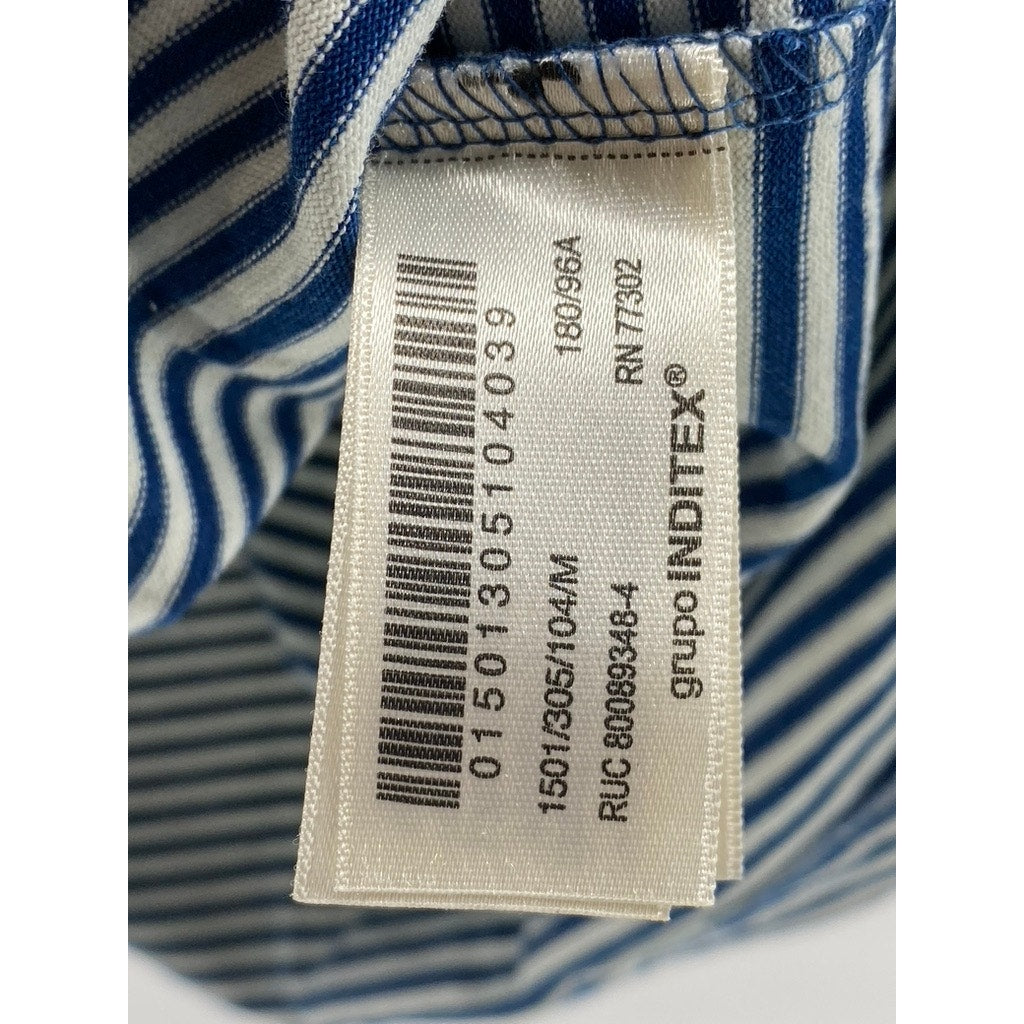 01501305104039
1501/305/104/M 180/96A
RUC 80089348-4 RN 77302
grupo INDITEX®